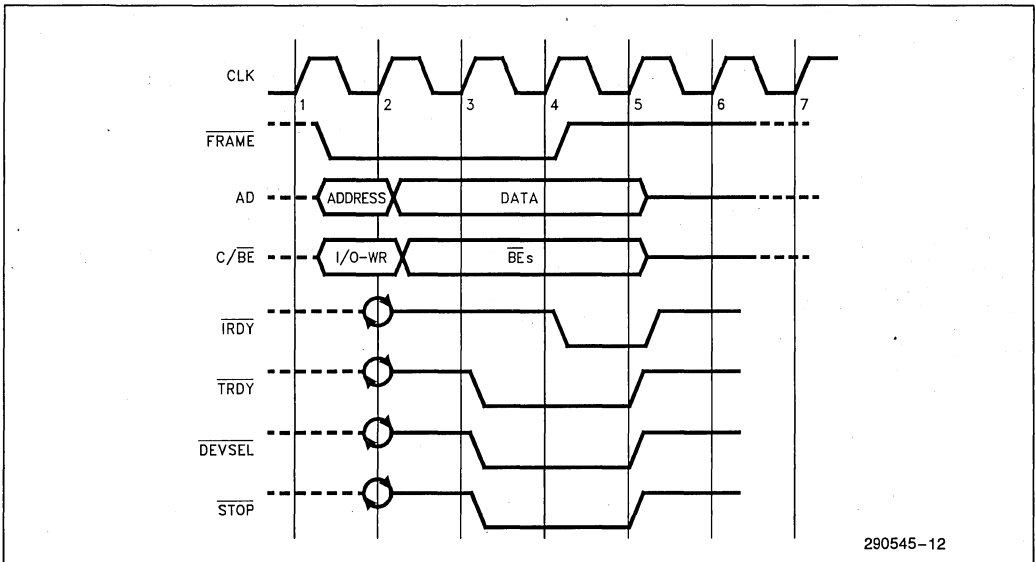 CLK
1 2 3 4 5 6 7
FRAME
AD ADDRESS DATA
C/BE I/O-WR BEs
IRDY
TRDY
DEVSEL
STOP
290545-12